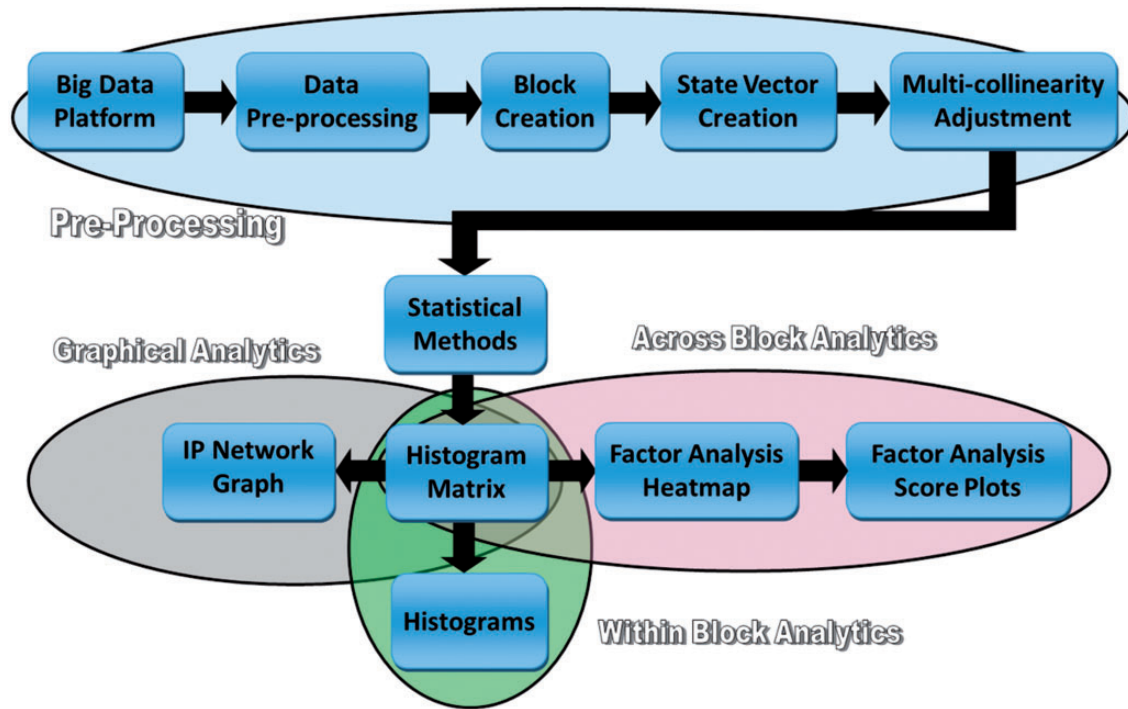 Big Data
Platform
Data
Pre-processing
Block
Creation
State Vector
Creation
Multi-collinearity
Adjustment
Pre-Processing
Statistical
Methods
Graphical Analytics
Across Block Analytics
IP Network
Graph
Histogram
Matrix
Factor Analysis
Heatmap
Factor Analysis
Score Plots
Histograms
Within Block Analytics